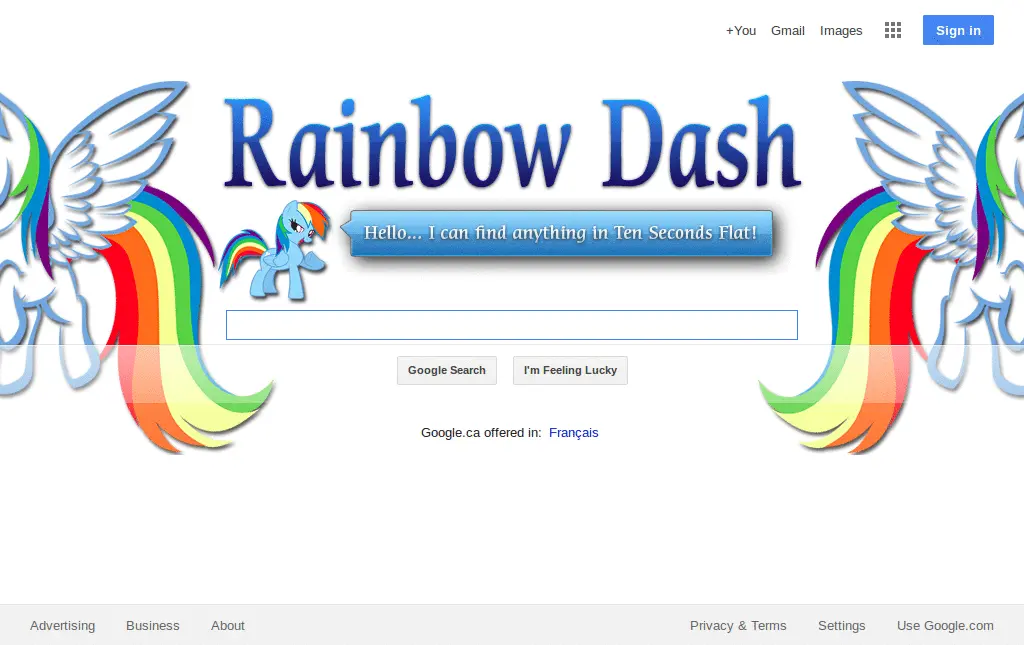 +You Gmail Images Sign in
Rainbow Dash
Hello... I can find anything in Ten Seconds Flat!
Google Search I'm Feeling Lucky
Google.ca offered in: Français
Advertising Business About Privacy & Terms Settings Use Google.com